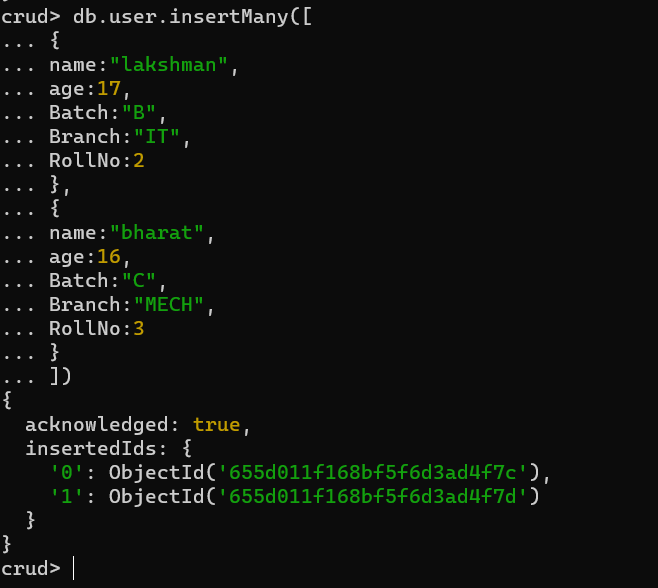 crud> db.user.insertMany([
... {
... name:"lakshman",
... age:17,
... Batch:"B",
... Branch:"IT",
... RollNo:2
... },
... {
... name:"bharat",
... age:16,
... Batch:"C",
... Branch:"MECH",
... RollNo:3
... }
... ])
{
  acknowledged: true,
  insertedIds: {
    '0': ObjectId('655d011f168bf5f6d3ad4f7c'),
    '1': ObjectId('655d011f168bf5f6d3ad4f7d')
  }
}
crud>